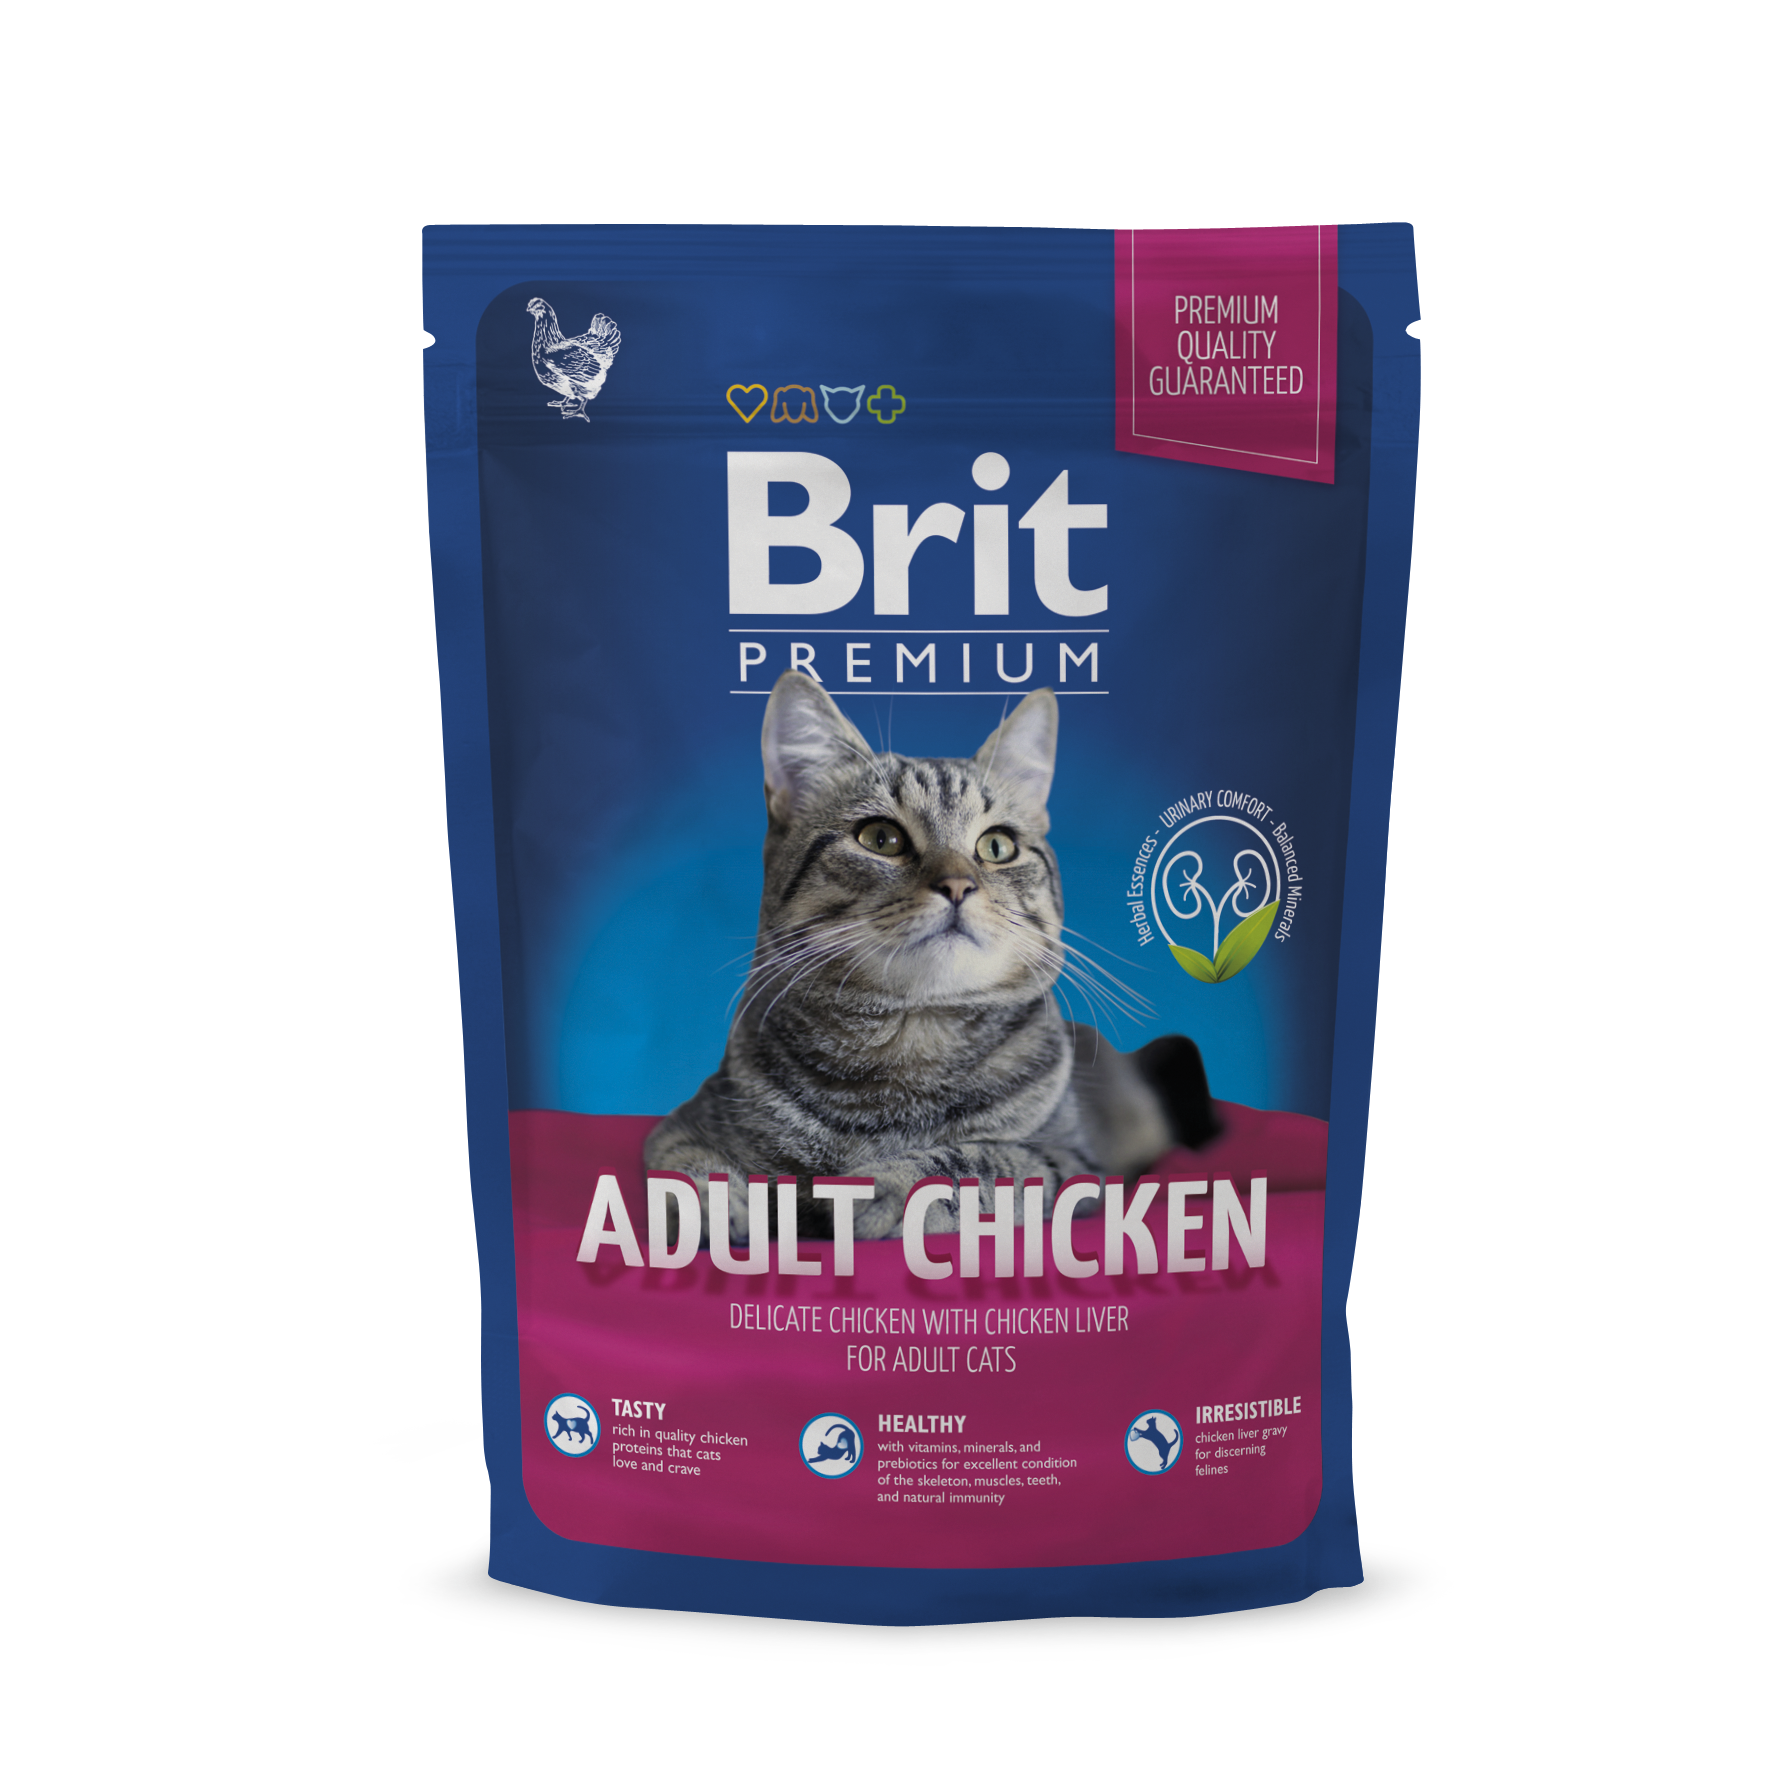 PREMIUM
QUALITY
GUARANTEED
Brit
PREMIUM
Herbal Essences - URINARY COMFORT - Balanced Minerals
ADULT CHICKEN
DELICATE CHICKEN WITH CHICKEN LIVER
FOR ADULT CATS
TASTY
rich in quality chicken
proteins that cats
love and crave
HEALTHY
with vitamins, minerals, and
prebiotics for excellent condition
of the skeleton, muscles, teeth,
and natural immunity
IRRESISTIBLE
chicken liver gravy
for discerning
felines